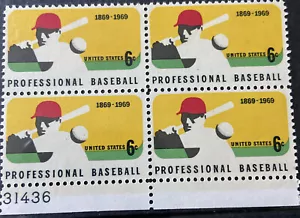 1869-1969 1869-1969
UNITED STATES 6c UNITED STATES 6c
PROFESSIONAL BASEBALL PROFESSIONAL BASEBALL
1869-1969 1869-1969
UNITED STATES 6c UNITED STATES 6c
PROFESSIONAL BASEBALL PROFESSIONAL BASEBALL
31436